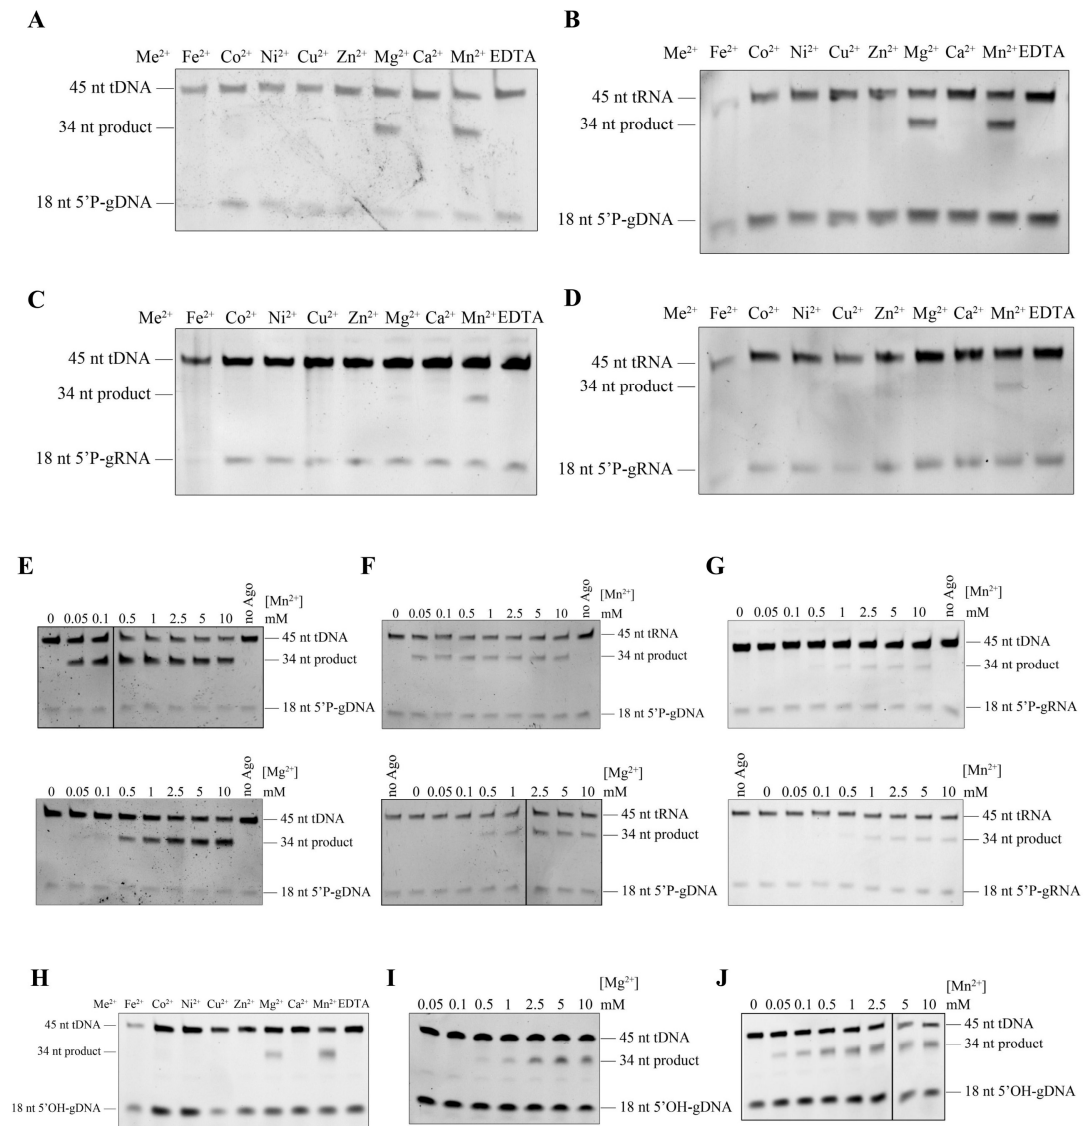 A
Me²⁺ Fe²⁺ Co²⁺ Ni²⁺ Cu²⁺ Zn²⁺ Mg²⁺ Ca²⁺ Mn²⁺ EDTA
45 nt tDNA
34 nt product
18 nt 5’P-gDNA
B
Me²⁺ Fe²⁺ Co²⁺ Ni²⁺ Cu²⁺ Zn²⁺ Mg²⁺ Ca²⁺ Mn²⁺ EDTA
45 nt tRNA
34 nt product
18 nt 5’P-gDNA
C
Me²⁺ Fe²⁺ Co²⁺ Ni²⁺ Cu²⁺ Zn²⁺ Mg²⁺ Ca²⁺ Mn²⁺ EDTA
45 nt tDNA
34 nt product
18 nt 5’P-gRNA
D
Me²⁺ Fe²⁺ Co²⁺ Ni²⁺ Cu²⁺ Zn²⁺ Mg²⁺ Ca²⁺ Mn²⁺ EDTA
45 nt tRNA
34 nt product
18 nt 5’P-gRNA
E
0 0.05 0.1 0.5 1 2.5 5 10 no Ago [Mn²⁺] mM
45 nt tDNA
34 nt product
18 nt 5’P-gDNA
0 0.05 0.1 0.5 1 2.5 5 10 no Ago [Mg²⁺] mM
45 nt tDNA
34 nt product
18 nt 5’P-gDNA
F
0 0.05 0.1 0.5 1 2.5 5 10 no Ago [Mn²⁺] mM
45 nt tRNA
34 nt product
18 nt 5’P-gDNA
no Ago 0 0.05 0.1 0.5 1 2.5 5 10 [Mg²⁺] mM
45 nt tRNA
34 nt product
18 nt 5’P-gDNA
G
0 0.05 0.1 0.5 1 2.5 5 10 no Ago [Mn²⁺] mM
45 nt tDNA
34 nt product
18 nt 5’P-gRNA
no Ago 0 0.05 0.1 0.5 1 2.5 5 10 [Mn²⁺] mM
45 nt tRNA
34 nt product
18 nt 5’P-gRNA
H
Me²⁺ Fe²⁺ Co²⁺ Ni²⁺ Cu²⁺ Zn²⁺ Mg²⁺ Ca²⁺ Mn²⁺ EDTA
45 nt tDNA
34 nt product
18 nt 5’OH-gDNA
I
0.05 0.1 0.5 1 2.5 5 10 [Mg²⁺] mM
45 nt tDNA
34 nt product
18 nt 5’OH-gDNA
J
0 0.05 0.1 0.5 1 2.5 5 10 [Mn²⁺] mM
45 nt tDNA
34 nt product
18 nt 5’OH-gDNA